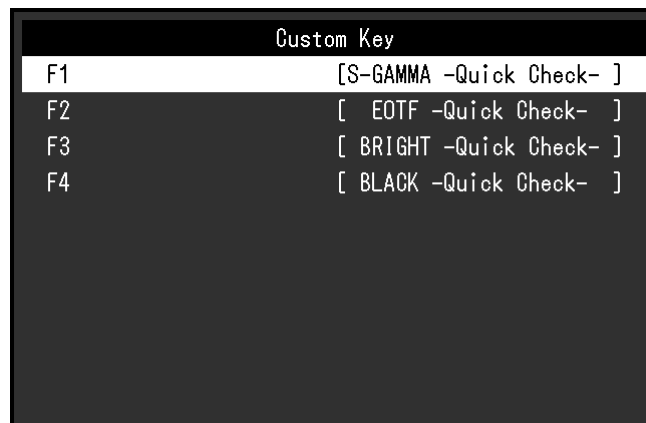 Custom Key
F1 [S-GAMMA -Quick Check- ]
F2 [ EOTF -Quick Check- ]
F3 [ BRIGHT -Quick Check- ]
F4 [ BLACK -Quick Check- ]